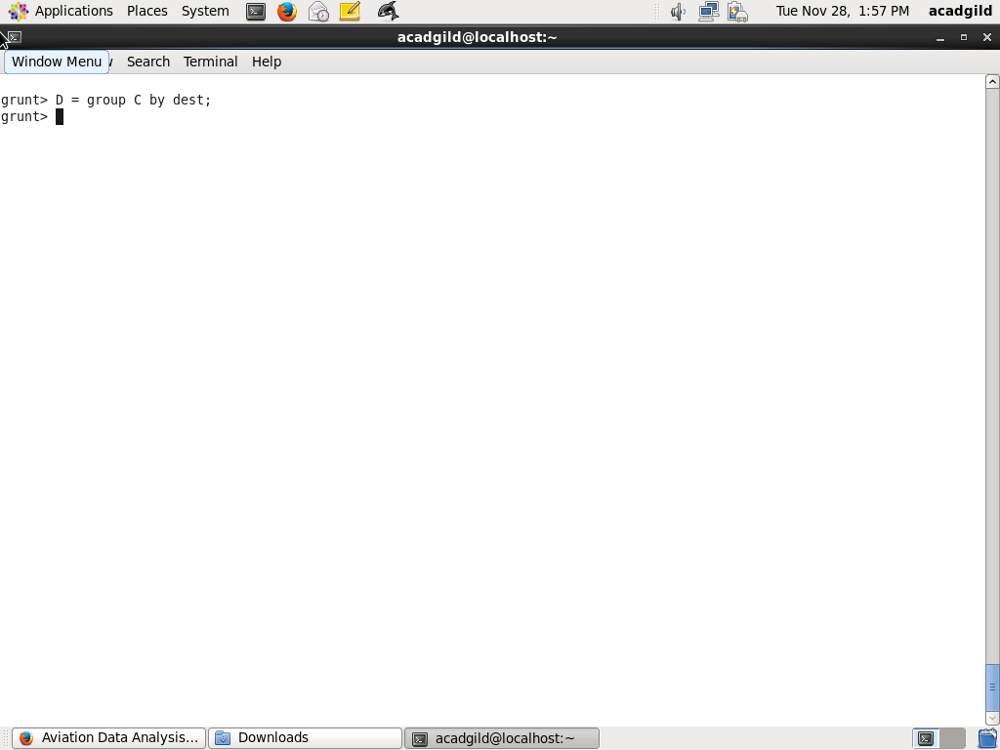 Applications Places System Tue Nov 28, 1:57 PM acadgild
acadgild@localhost:~
Window Menu Search Terminal Help
grunt> D = group C by dest;
grunt>
Aviation Data Analysis... Downloads acadgild@localhost:~